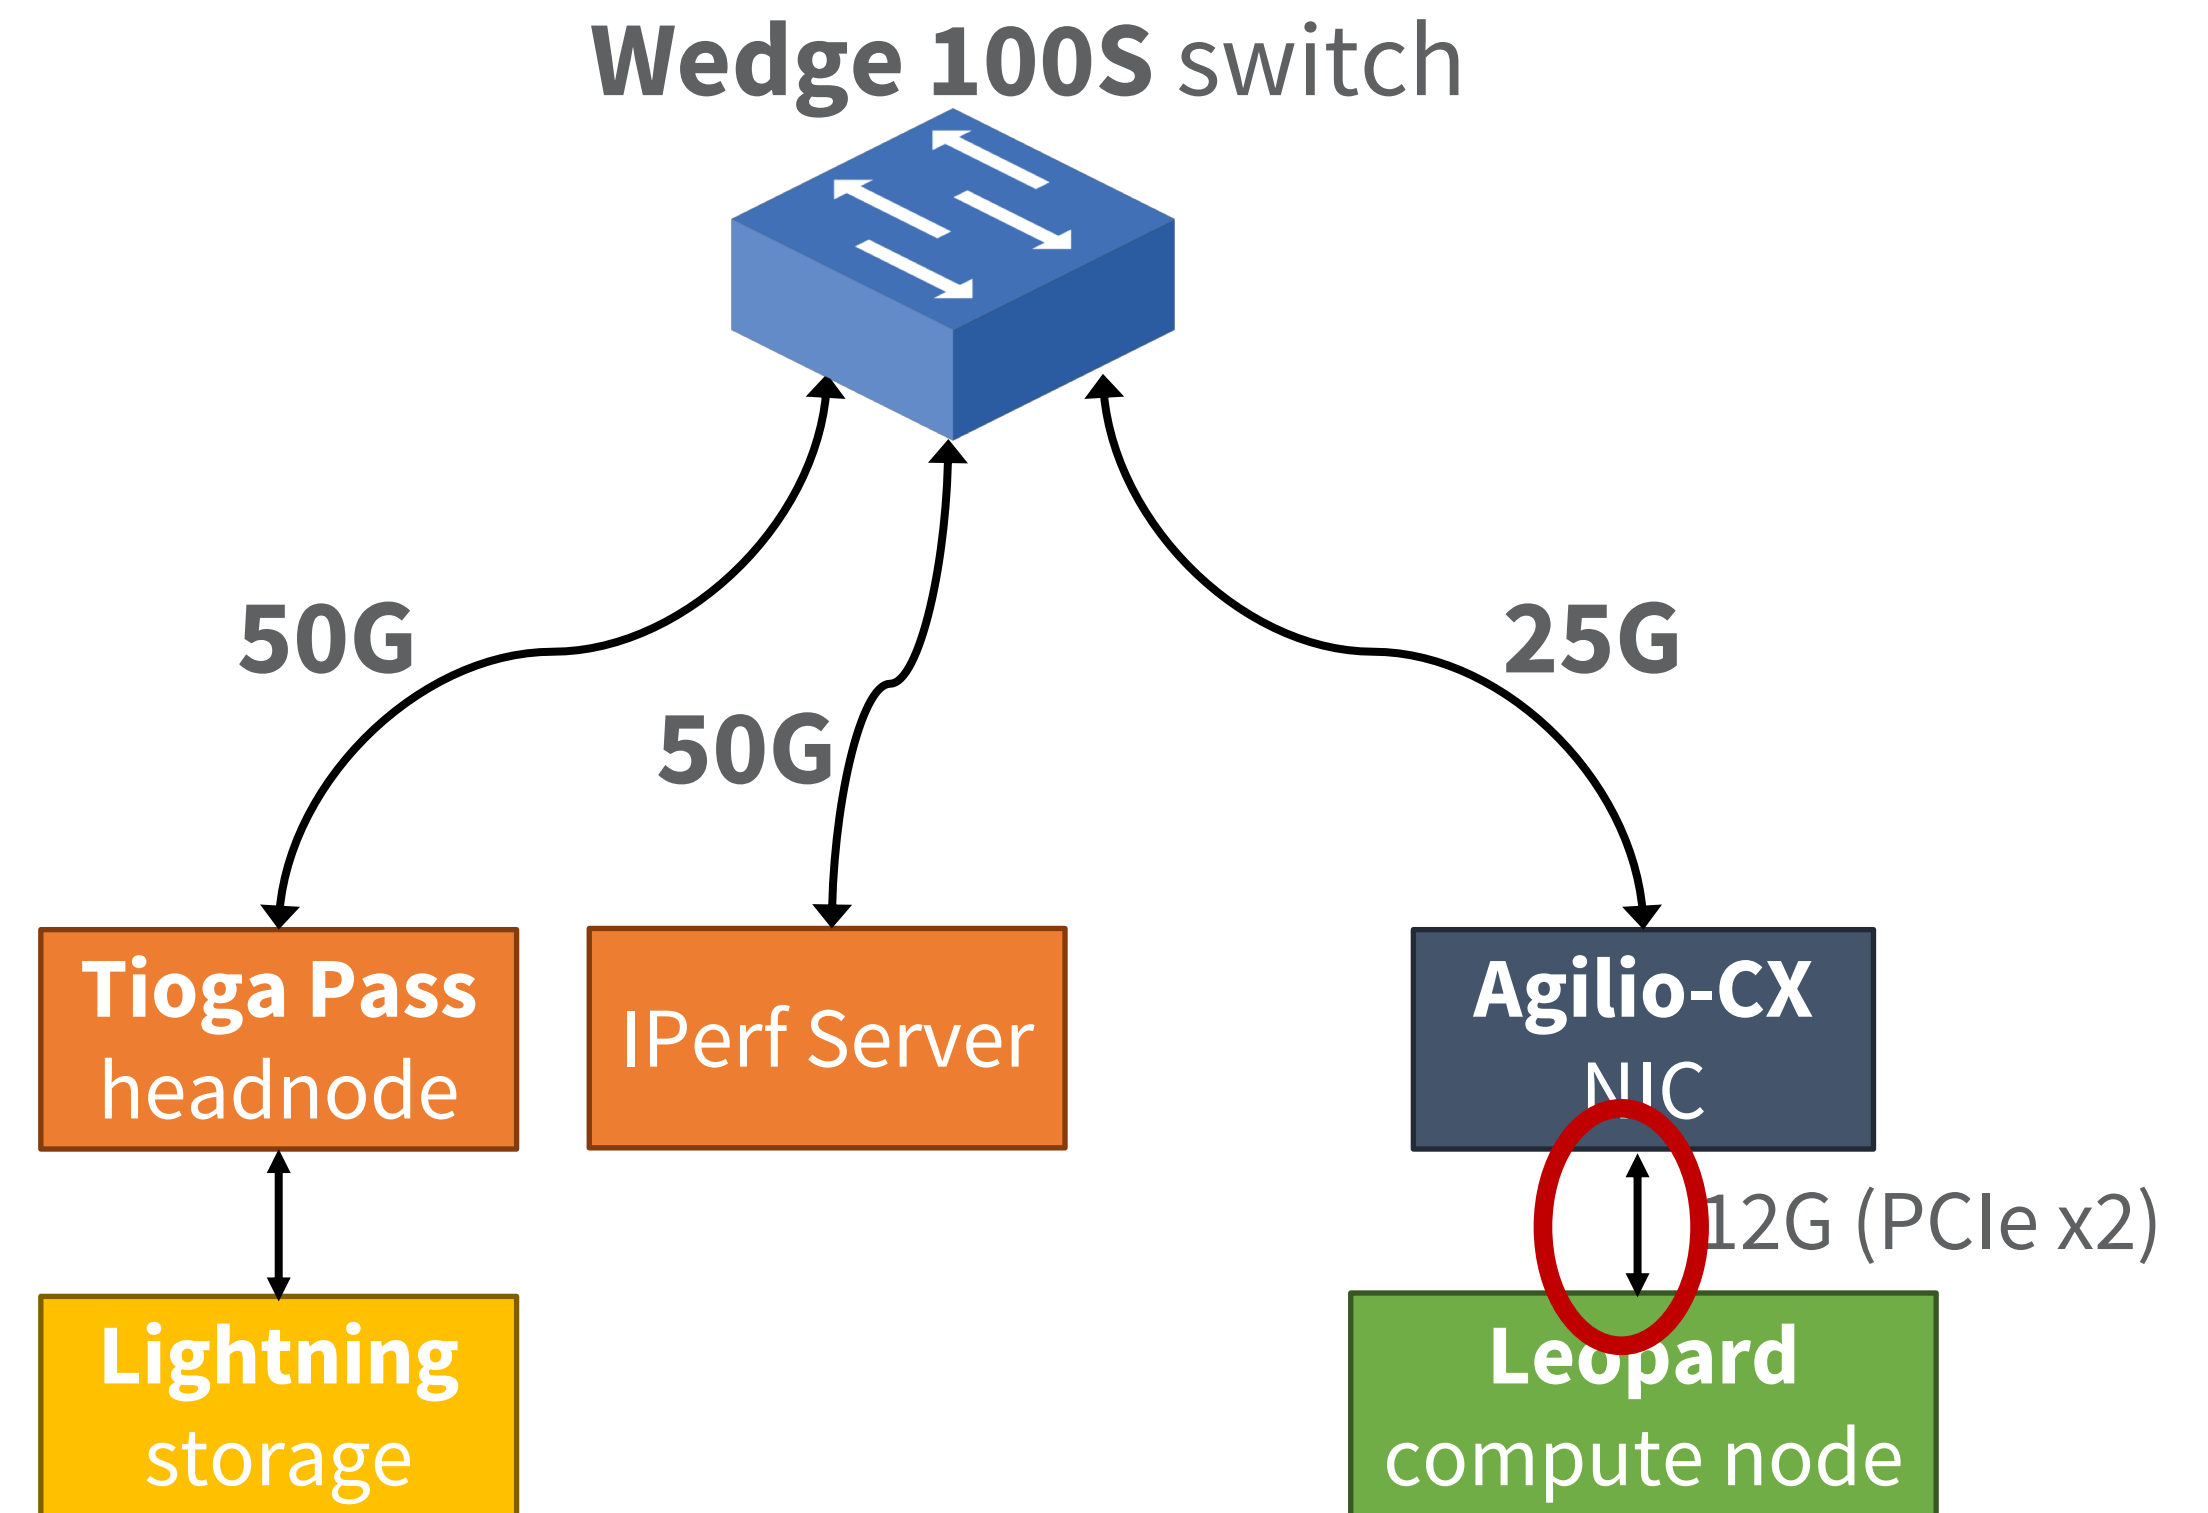 Wedge 100S switch
50G
25G
50G
Tioga Pass
headnode
IPerf Server
Agilio-CX
NIC
12G (PCIe x2)
Lightning
storage
Leopard
compute node